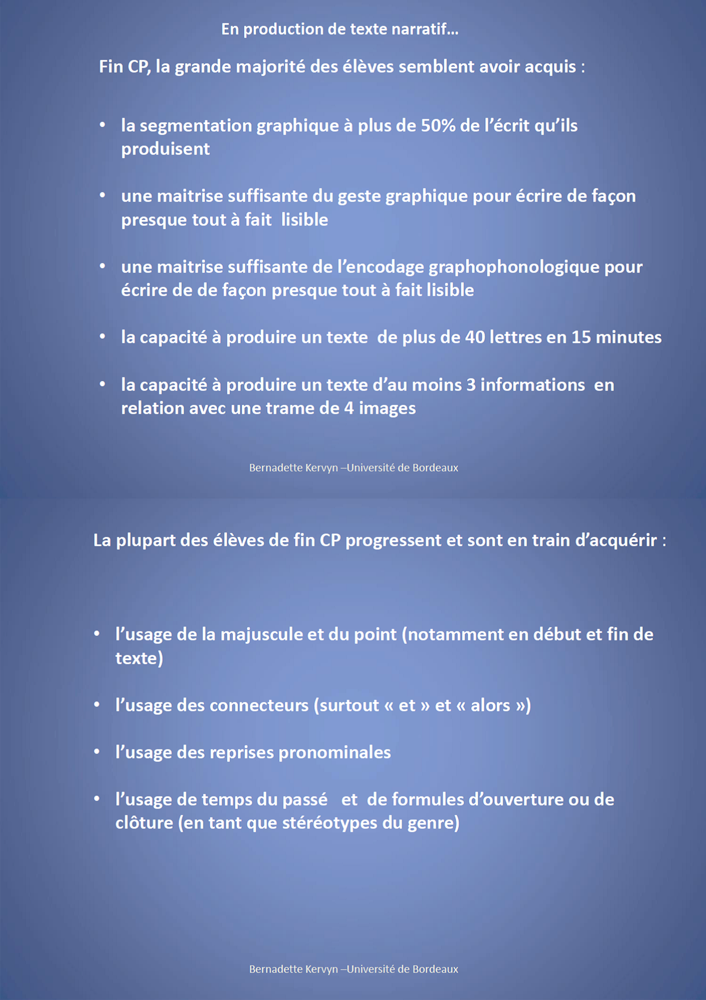 En production de texte narratif…
Fin CP, la grande majorité des élèves semblent avoir acquis :
• la segmentation graphique à plus de 50% de l’écrit qu’ils
produisent
• une maitrise suffisante du geste graphique pour écrire de façon
presque tout à fait lisible
• une maitrise suffisante de l’encodage graphophonologique pour
écrire de de façon presque tout à fait lisible
• la capacité à produire un texte de plus de 40 lettres en 15 minutes
• la capacité à produire un texte d’au moins 3 informations en
relation avec une trame de 4 images
Bernadette Kervyn –Université de Bordeaux
La plupart des élèves de fin CP progressent et sont en train d’acquérir :
• l’usage de la majuscule et du point (notamment en début et fin de
texte)
• l’usage des connecteurs (surtout « et » et « alors »)
• l’usage des reprises pronominales
• l’usage de temps du passé et de formules d’ouverture ou de
clôture (en tant que stéréotypes du genre)
Bernadette Kervyn –Université de Bordeaux